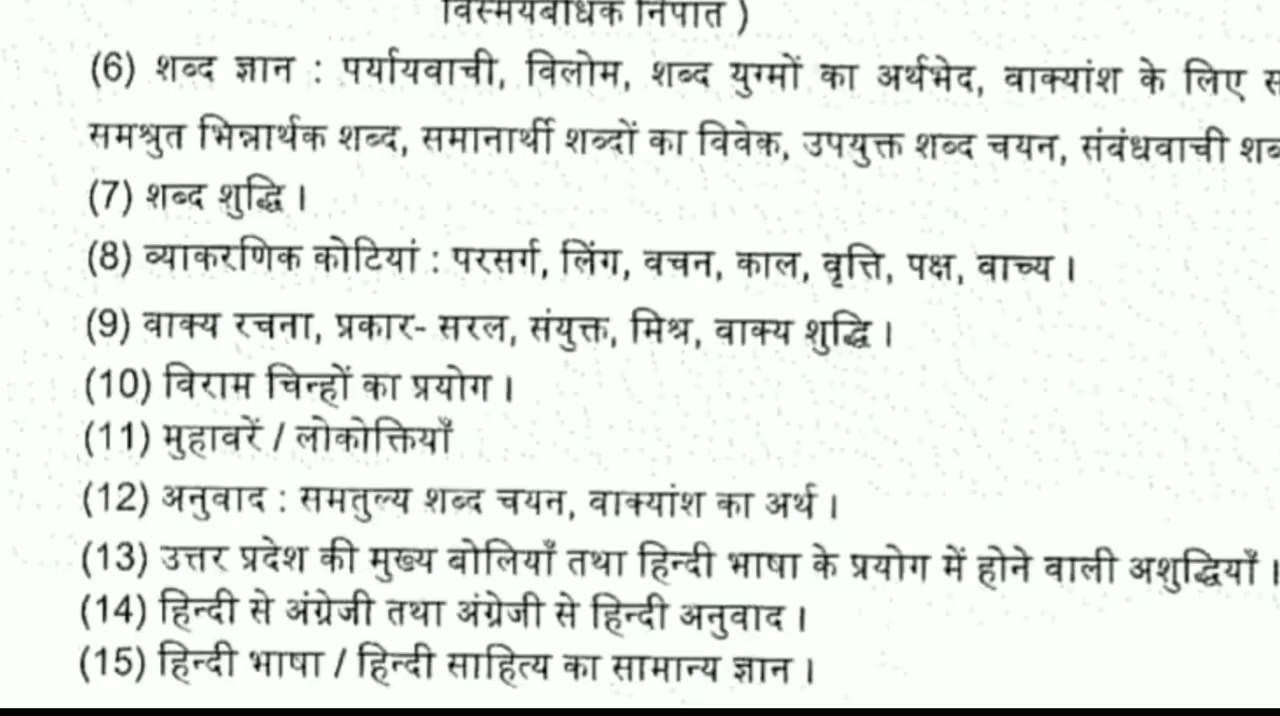 विस्मयबोधक निपात )
(6) शब्द ज्ञान : पर्यायवाची, विलोम, शब्द युग्मों का अर्थभेद, वाक्यांश के लिए
समश्रुत भिन्नार्थक शब्द, समानार्थी शब्दों का विवेक, उपयुक्त शब्द चयन, संबंधवाची
(7) शब्द शुद्धि ।
(8) व्याकरणिक कोटियां : परसर्ग, लिंग, वचन, काल, वृत्ति, पक्ष, वाच्य ।
(9) वाक्य रचना, प्रकार- सरल, संयुक्त, मिश्र, वाक्य शुद्धि ।
(10) विराम चिन्हों का प्रयोग ।
(11) मुहावरें / लोकोक्तियाँ
(12) अनुवाद : समतुल्य शब्द चयन, वाक्यांश का अर्थ ।
(13) उत्तर प्रदेश की मुख्य बोलियाँ तथा हिन्दी भाषा के प्रयोग में होने वाली अशुद्धियाँ ।
(14) हिन्दी से अंग्रेजी तथा अंग्रेजी से हिन्दी अनुवाद ।
(15) हिन्दी भाषा / हिन्दी साहित्य का सामान्य ज्ञान ।